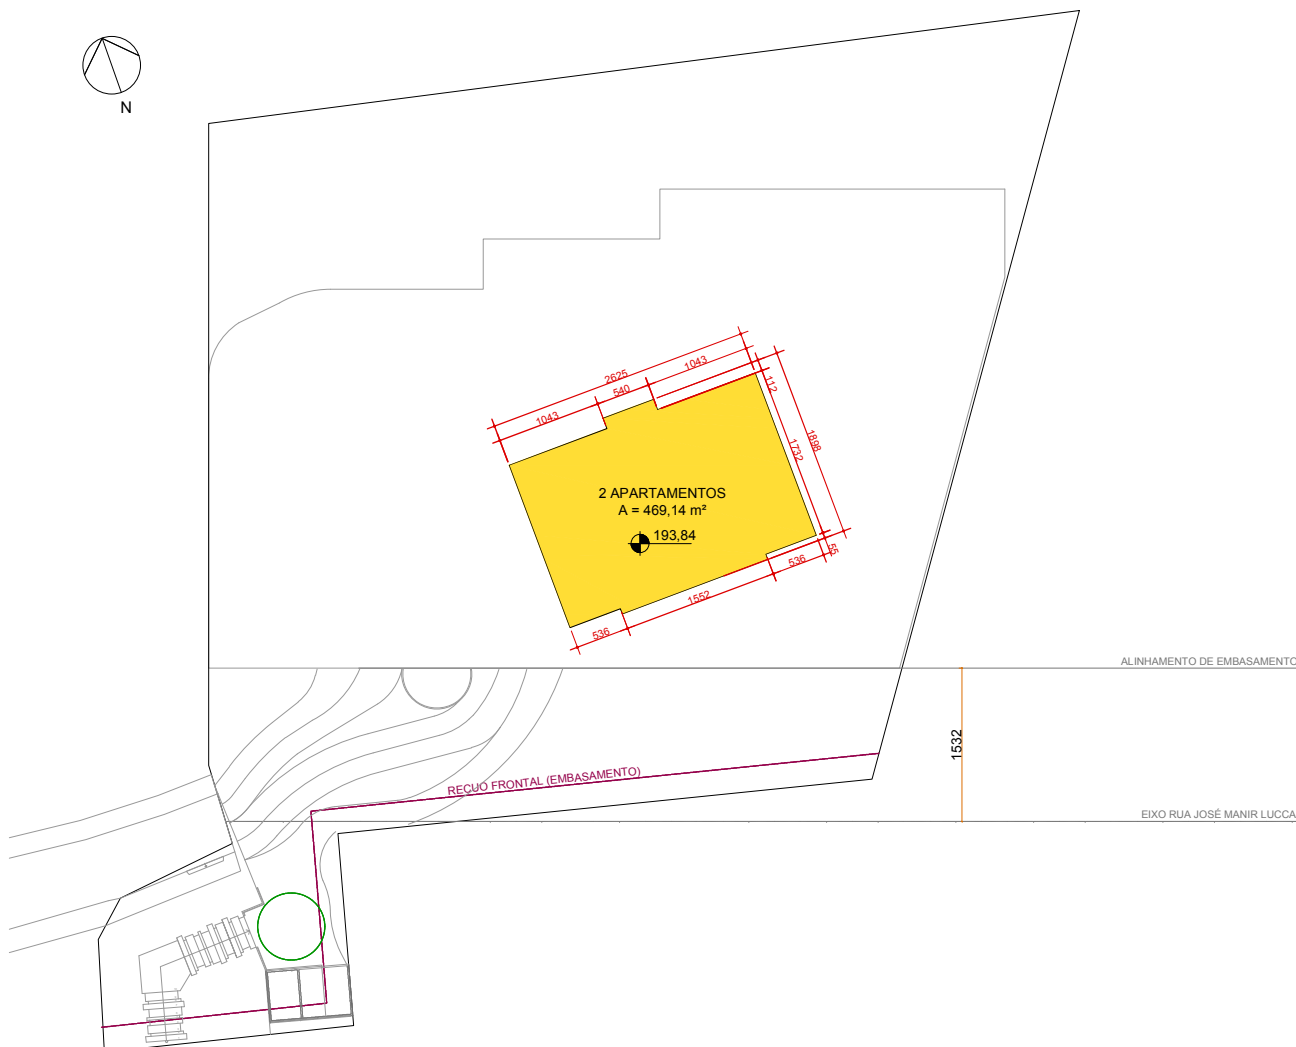 N
2625
1043
540
1043
112
1898
1732
2 APARTAMENTOS
A = 469,14 m²
193,84
55
536
1552
536
ALINHAMENTO DE EMBASAMENTO
1532
RECUO FRONTAL (EMBASAMENTO)
EIXO RUA JOSÉ MANIR LUCCA